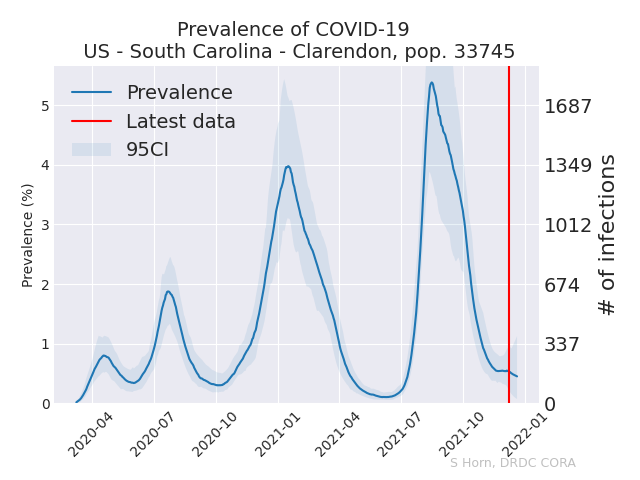 Prevalence of COVID-19
US - South Carolina - Clarendon, pop. 33745
Prevalence
Latest data
95CI
Prevalence (%)
5
4
3
2
1
0
1687
1349
1012
674
337
0
# of infections
2020-04
2020-07
2020-10
2021-01
2021-04
2021-07
2021-10
2022-01
S Horn, DRDC CORA